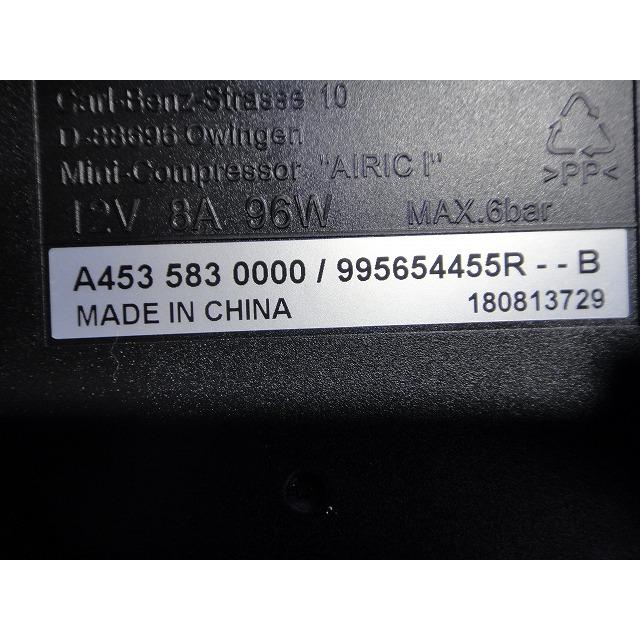 Carl-Benz-Strasse 10
D-88696 Owingen
Mini-Compressor "AIRIC I"
12V 8A 96W MAX.6bar
>PP<
A453 583 0000 / 995654455R - - B
MADE IN CHINA 180813729